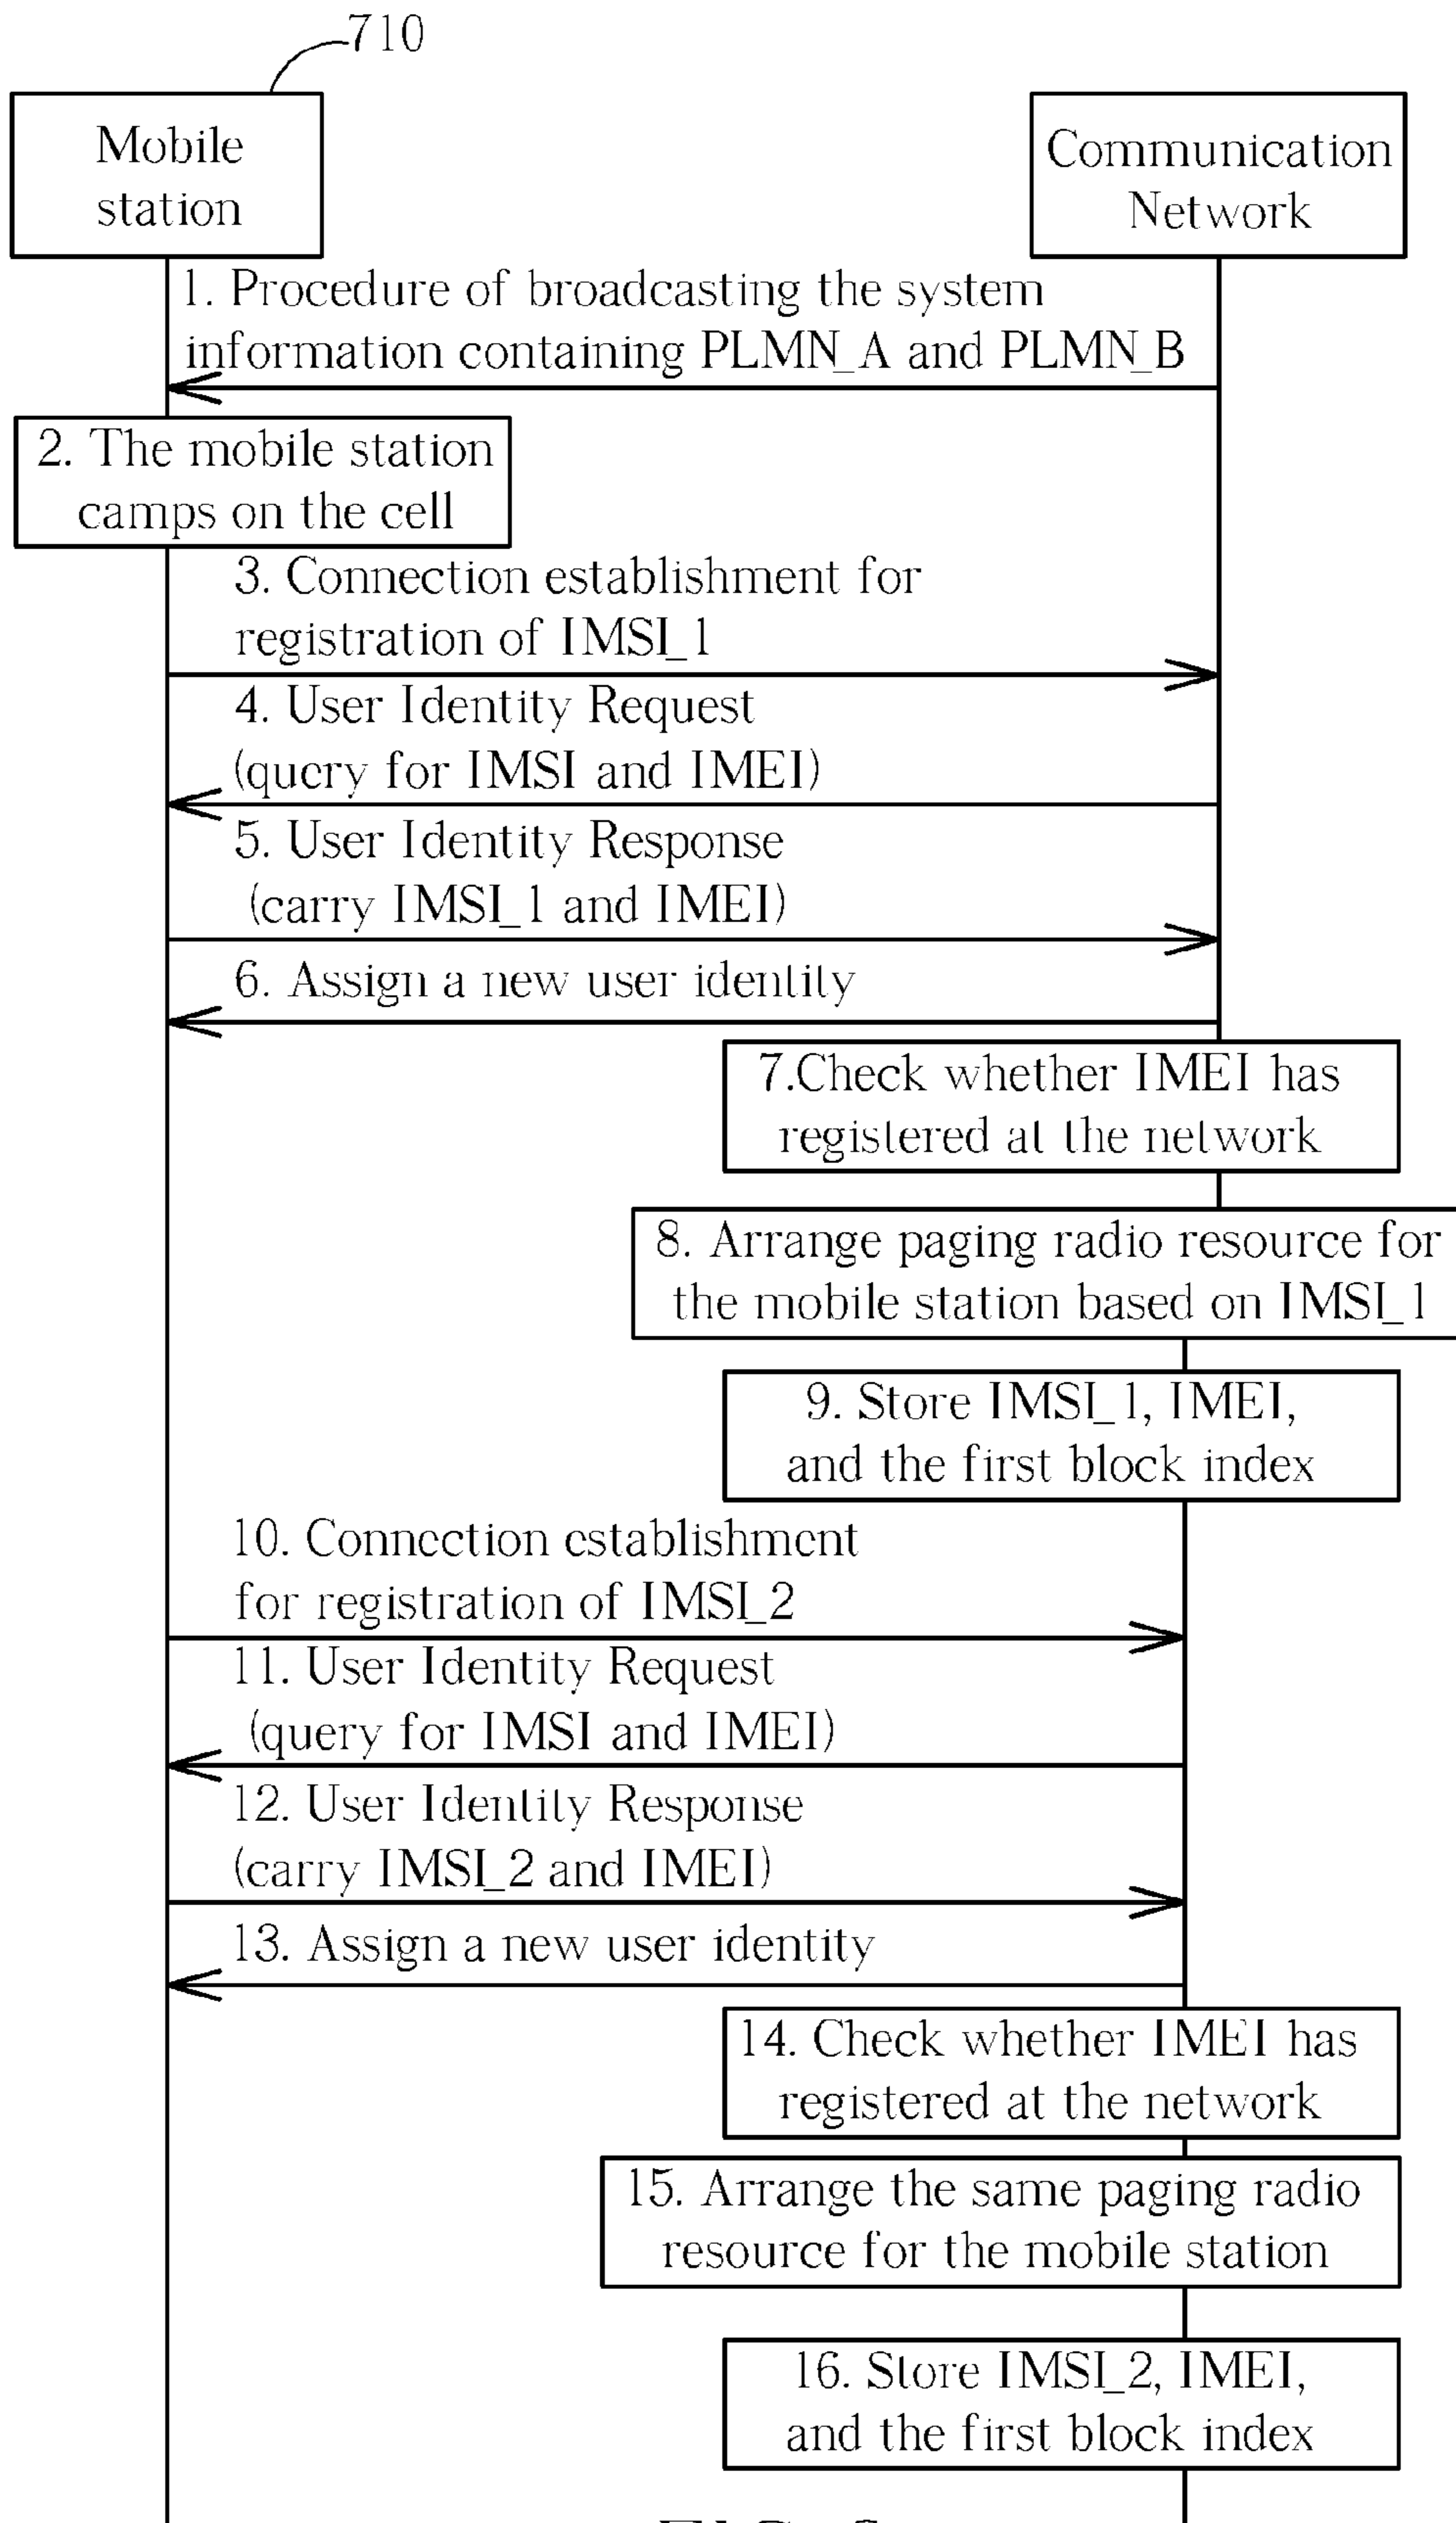 710
Mobile
station
Communication
Network
1. Procedure of broadcasting the system
information containing PLMN_A and PLMN_B
2. The mobile station
camps on the cell
3. Connection establishment for
registration of IMSI_1
4. User Identity Request
(query for IMSI and IMEI)
5. User Identity Response
(carry IMSI_1 and IMEI)
6. Assign a new user identity
7.Check whether IMEI has
registered at the network
8. Arrange paging radio resource for
the mobile station based on IMSI_1
9. Store IMSI_1, IMEI,
and the first block index
10. Connection establishment
for registration of IMSI_2
11. User Identity Request
(query for IMSI and IMEI)
12. User Identity Response
(carry IMSI_2 and IMEI)
13. Assign a new user identity
14. Check whether IMEI has
registered at the network
15. Arrange the same paging radio
resource for the mobile station
16. Store IMSI_2, IMEI,
and the first block index